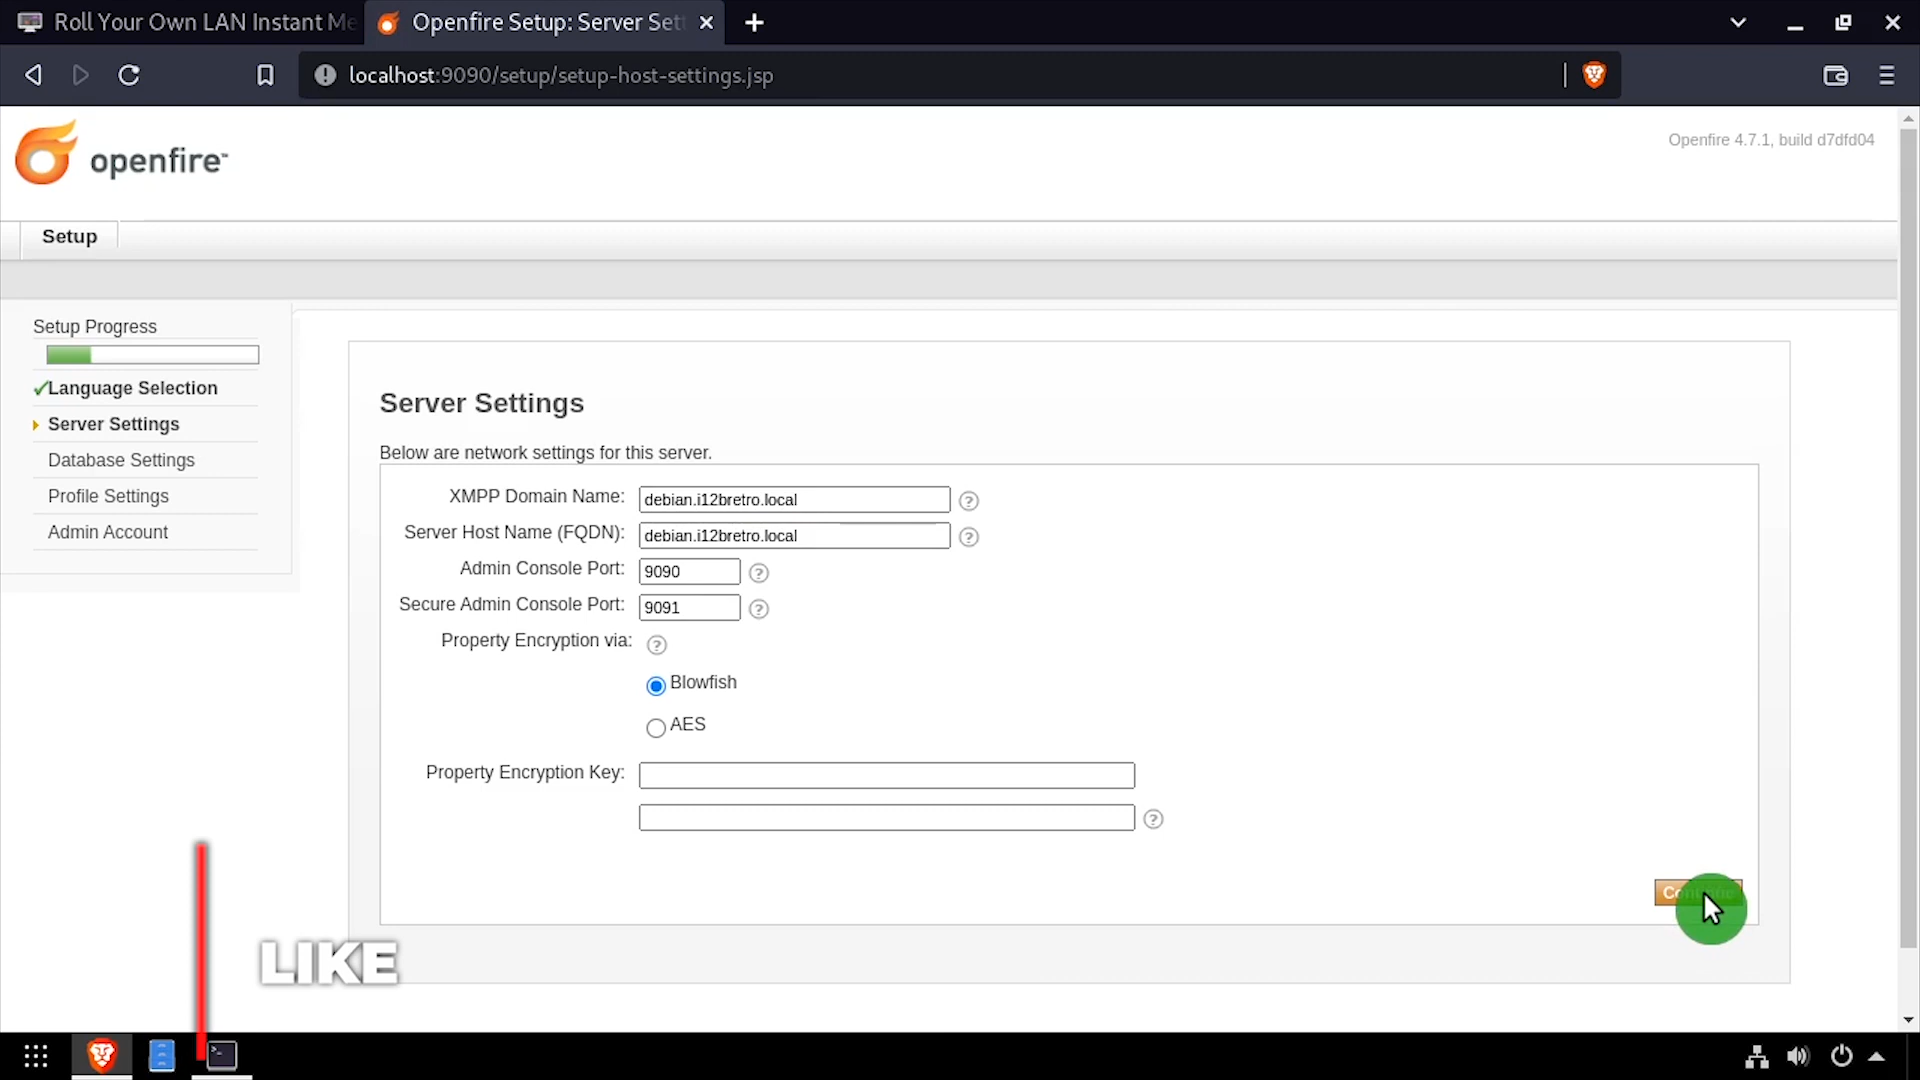 Roll Your Own LAN Instant Me
Openfire Setup: Server Sett
localhost:9090/setup/setup-host-settings.jsp
openfire™
Openfire 4.7.1, build d7dfd04
Setup
Setup Progress
Language Selection
Server Settings
Database Settings
Profile Settings
Admin Account
Server Settings
Below are network settings for this server.
XMPP Domain Name: debian.i12bretro.local ?
Server Host Name (FQDN): debian.i12bretro.local ?
Admin Console Port: 9090 ?
Secure Admin Console Port: 9091 ?
Property Encryption via: ?
Blowfish
AES
Property Encryption Key:
?
Continue
LIKE